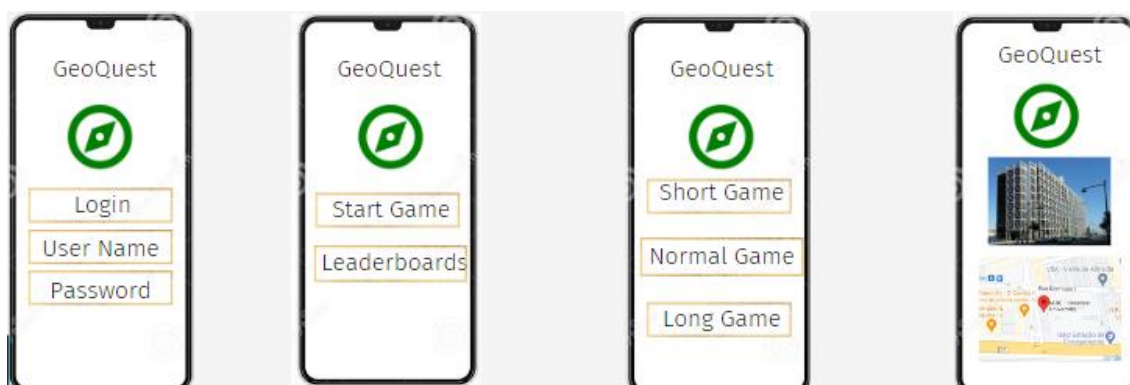 GeoQuest
Login
User Name
Password
GeoQuest
Start Game
Leaderboards
GeoQuest
Short Game
Normal Game
Long Game
GeoQuest